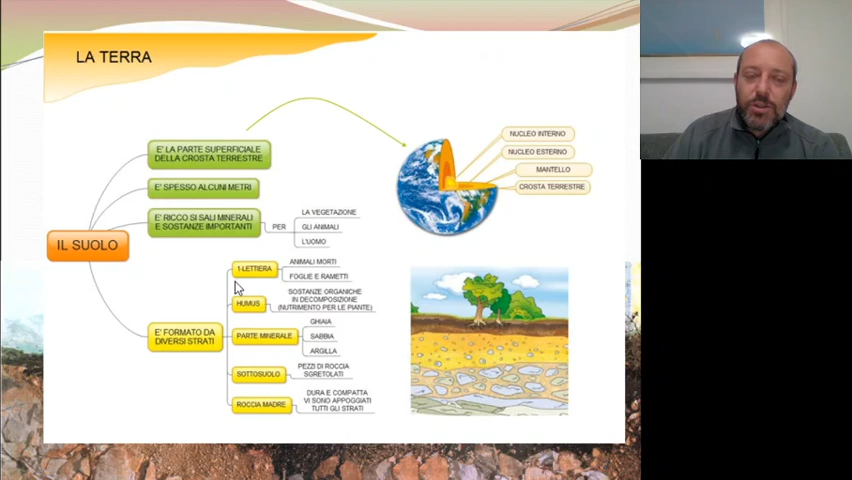 LA TERRA
NUCLEO INTERNO
NUCLEO ESTERNO
MANTELLO
CROSTA TERRESTRE
E' LA PARTE SUPERFICIALE
DELLA CROSTA TERRESTRE
E' SPESSO ALCUNI METRI
E' RICCO SI SALI MINERALI
E SOSTANZE IMPORTANTI
PER
LA VEGETAZIONE
GLI ANIMALI
L'UOMO
IL SUOLO
E' FORMATO DA
DIVERSI STRATI
1-LETTIERA
ANIMALI MORTI
FOGLIE E RAMETTI
HUMUS
SOSTANZE ORGANICHE
IN DECOMPOSIZIONE
(NUTRIMENTO PER LE PIANTE)
PARTE MINERALE
GHIAIA
SABBIA
ARGILLA
SOTTOSUOLO
PEZZI DI ROCCIA
SGRETOLATI
ROCCIA MADRE
DURA E COMPATTA
VI SONO APPOGGIATI
TUTTI GLI STRATI